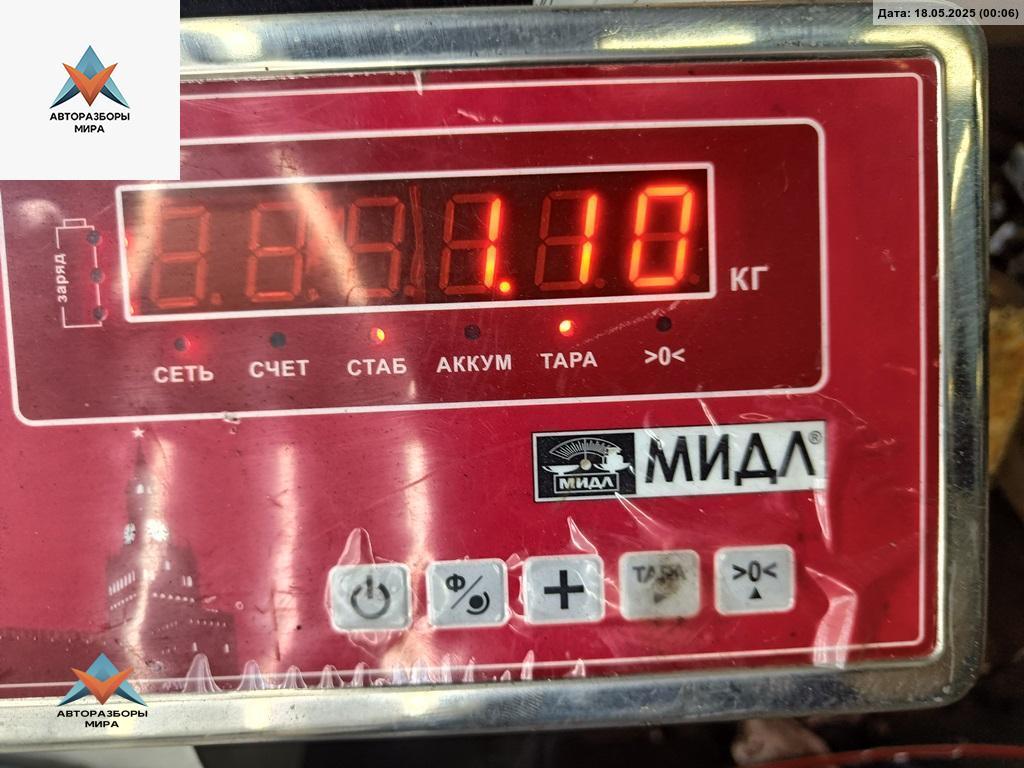 Дата: 18.05.2025 (00:06)
АВТОРАЗБОРЫ
МИРА
заряд
1.10
КГ
СЕТЬ
СЧЕТ
СТАБ
АККУМ
ТАРА
>0<
МИДЛ
МИДЛ®
Ф
ТАРА
>0<
АВТОРАЗБОРЫ
МИРА